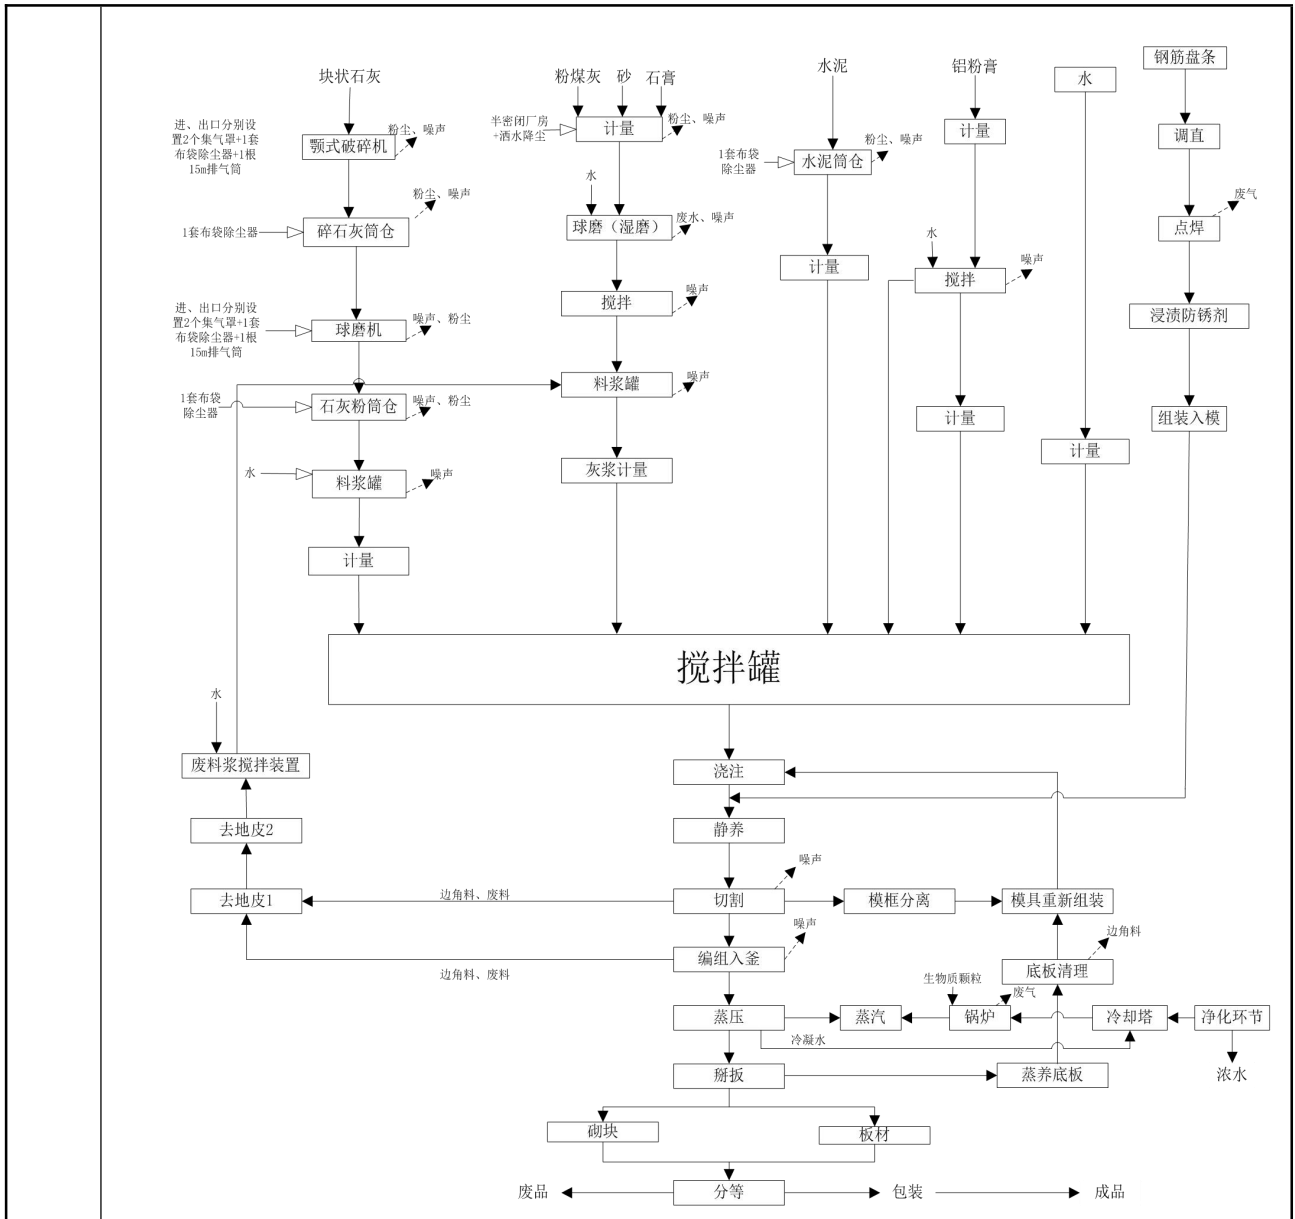 钢筋盘条
块状石灰
粉煤灰
砂
石膏
水泥
铝粉膏
水
进、出口分别设
置2个集气罩+1套
布袋除尘器+1根
15m排气筒
颚式破碎机
粉尘、噪声
半密闭厂房
+洒水降尘
计量
粉尘、噪声
1套布袋
除尘器
水泥筒仓
粉尘、噪声
计量
调直
粉尘、噪声
水
废气
1套布袋除尘器
碎石灰筒仓
球磨（湿磨）
废水、噪声
点焊
水
计量
搅拌
噪声
进、出口分别设
置2个集气罩+1套
布袋除尘器+1根
15m排气筒
球磨机
噪声、粉尘
搅拌
噪声
浸渍防锈剂
料浆罐
噪声
1套布袋
除尘器
石灰粉筒仓
噪声、粉尘
计量
组装入模
计量
水
料浆罐
噪声
灰浆计量
计量
搅拌罐
水
废料浆搅拌装置
浇注
去地皮2
静养
噪声
去地皮1
边角料、废料
切割
模框分离
模具重新组装
噪声
边角料
边角料、废料
编组入釜
底板清理
生物质颗粒
废气
蒸压
蒸汽
锅炉
冷却塔
净化环节
冷凝水
掰扳
蒸养底板
浓水
砌块
板材
废品
分等
包装
成品